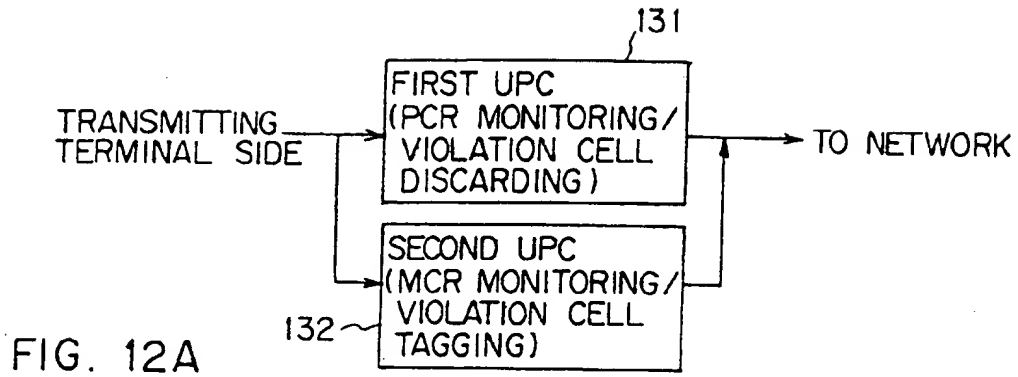 131
FIRST UPC
(PCR MONITORING/
VIOLATION CELL
DISCARDING)
TRANSMITTING
TERMINAL SIDE
TO NETWORK
SECOND UPC
(MCR MONITORING/
VIOLATION CELL
TAGGING)
132
FIG. 12A